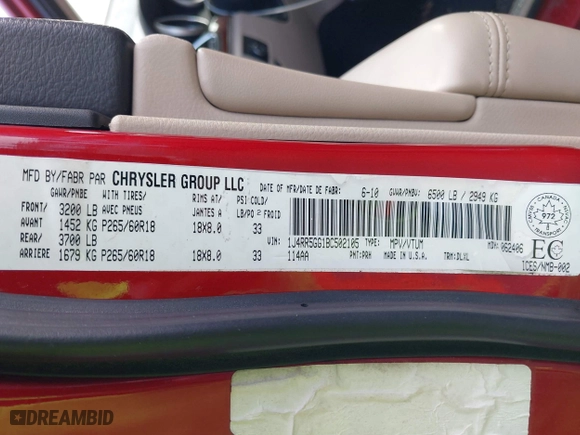 MFD BY/FABR PAR CHRYSLER GROUP LLC DATE OF MFR/DATE DE FABR: 6-10 GVWR/PNBV: 6500 LB / 2949 KG
GAWR/PNBE WITH TIRES/ RIMS AT/ PSI COLD/
FRONT/ 3200 LB AVEC PNEUS JANTES A LB/PO² FROID
AVANT 1452 KG P265/60R18 18X8.0 33
VIN: 1J4RR5GG1BC502105 TYPE: MPV/VTUM MDH: 062406
REAR/ 3700 LB
ARRIERE 1679 KG P265/60R18 18X8.0 33
114AA PNT:PRH MADE IN U.S.A. TRM:DLXL
CANADA
972
TRANSPORT
EC
ICES/NMB-002
DREAMBID